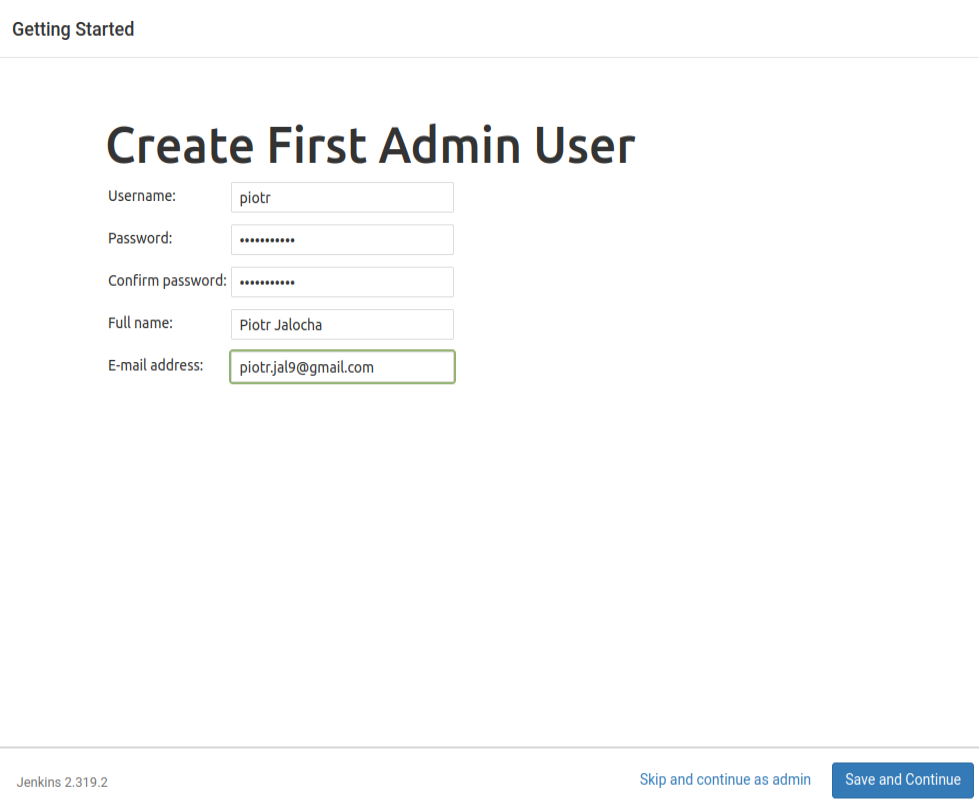 Getting Started
Create First Admin User
Username: piotr
Password: •••••••••••
Confirm password: •••••••••••
Full name: Piotr Jalocha
E-mail address: piotr.jal9@gmail.com
Jenkins 2.319.2 Skip and continue as admin Save and Continue